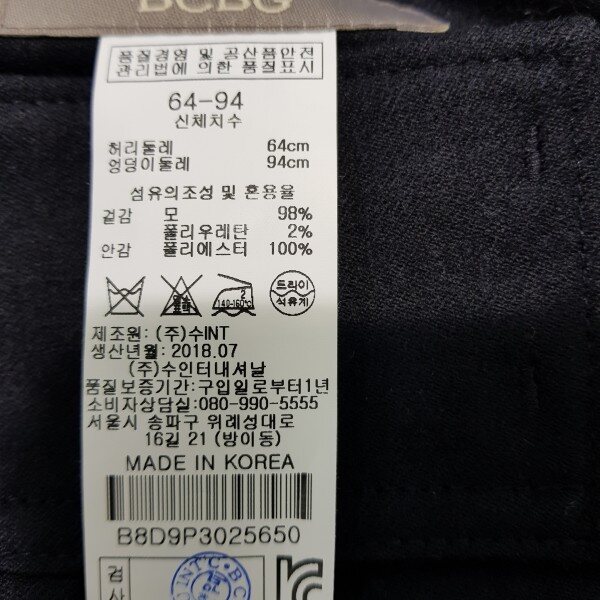 BCBG
품질경영 및 공산품안전
관리법에 의한 품질표시
64-94
신체치수
허리둘레 64cm
엉덩이둘레 94cm
섬유의조성 및 혼용율
겉감 모 98%
폴리우레탄 2%
안감 폴리에스터 100%
2
140-160℃
드라이
석유계
제조원: (주)수INT
생산년월: 2018.07
(주)수인터내셔날
품질보증기간:구입일로부터1년
소비자상담실:080-990-5555
서울시 송파구 위례성대로
16길 21 (방이동)
MADE IN KOREA
B8D9P3025650
검